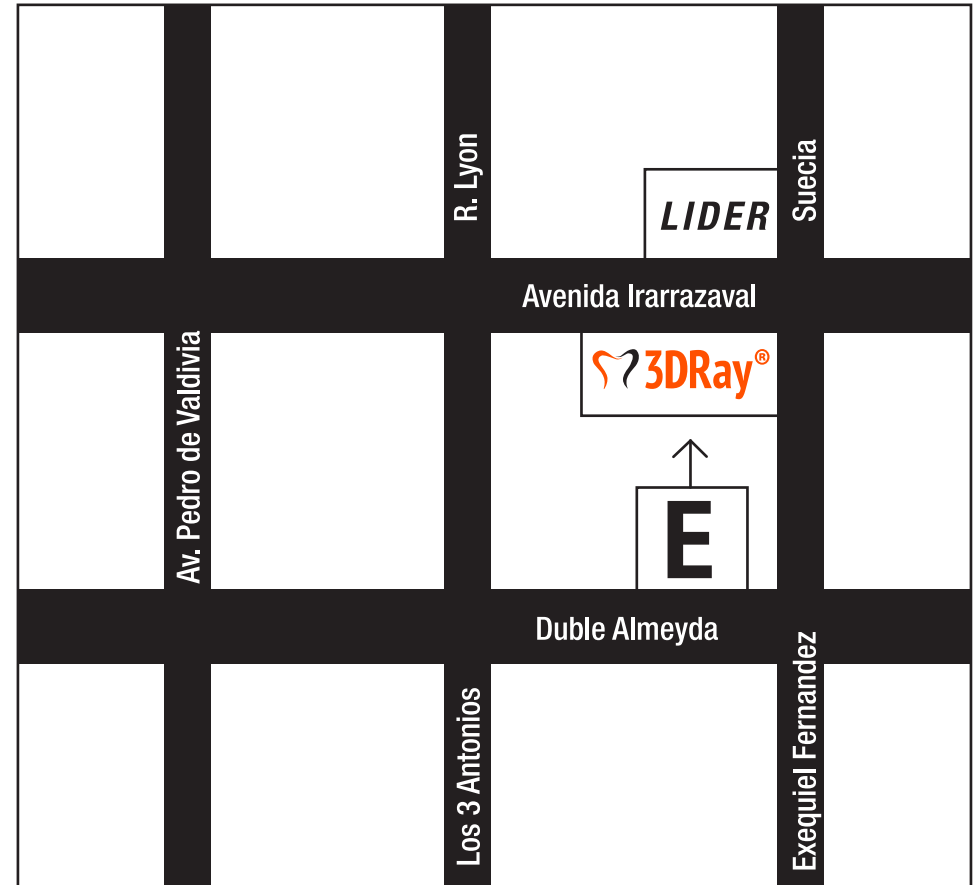 R. Lyon
Suecia
LIDER
Avenida Irarrazaval
3DRay®
Av. Pedro de Valdivia
E
Duble Almeyda
Los 3 Antonios
Exequiel Fernandez